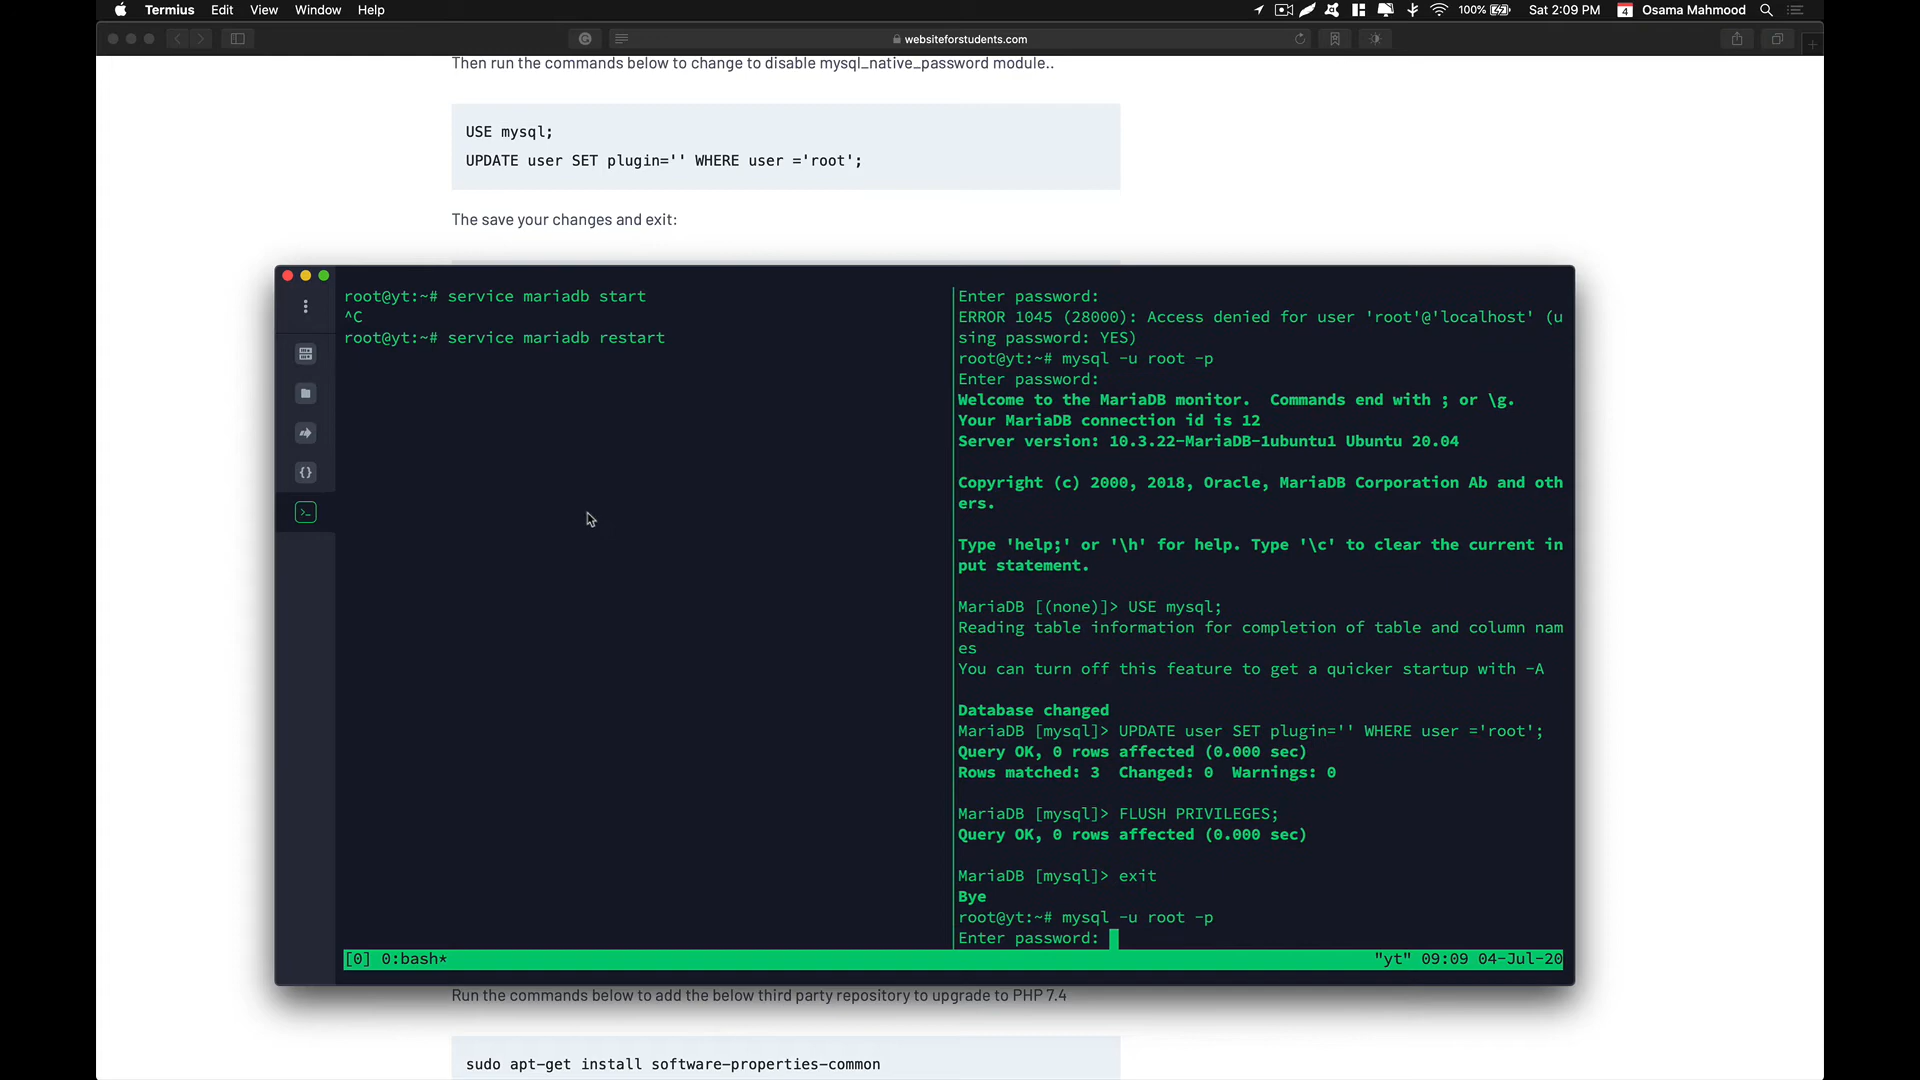 Termius Edit View Window Help
100% Sat 2:09 PM 4 Osama Mahmood
websiteforstudents.com
Then run the commands below to change to disable mysql_native_password module..
USE mysql;
UPDATE user SET plugin='' WHERE user ='root';
The save your changes and exit:
root@yt:~# service mariadb start
^C
root@yt:~# service mariadb restart
Enter password:
ERROR 1045 (28000): Access denied for user 'root'@'localhost' (u
sing password: YES)
root@yt:~# mysql -u root -p
Enter password:
Welcome to the MariaDB monitor.  Commands end with ; or \g.
Your MariaDB connection id is 12
Server version: 10.3.22-MariaDB-1ubuntu1 Ubuntu 20.04
Copyright (c) 2000, 2018, Oracle, MariaDB Corporation Ab and oth
ers.
Type 'help;' or '\h' for help. Type '\c' to clear the current in
put statement.
MariaDB [(none)]> USE mysql;
Reading table information for completion of table and column nam
es
You can turn off this feature to get a quicker startup with -A
Database changed
MariaDB [mysql]> UPDATE user SET plugin='' WHERE user ='root';
Query OK, 0 rows affected (0.000 sec)
Rows matched: 3  Changed: 0  Warnings: 0
MariaDB [mysql]> FLUSH PRIVILEGES;
Query OK, 0 rows affected (0.000 sec)
MariaDB [mysql]> exit
Bye
root@yt:~# mysql -u root -p
Enter password:
[0] 0:bash* "yt" 09:09 04-Jul-20
Run the commands below to add the below third party repository to upgrade to PHP 7.4
sudo apt-get install software-properties-common